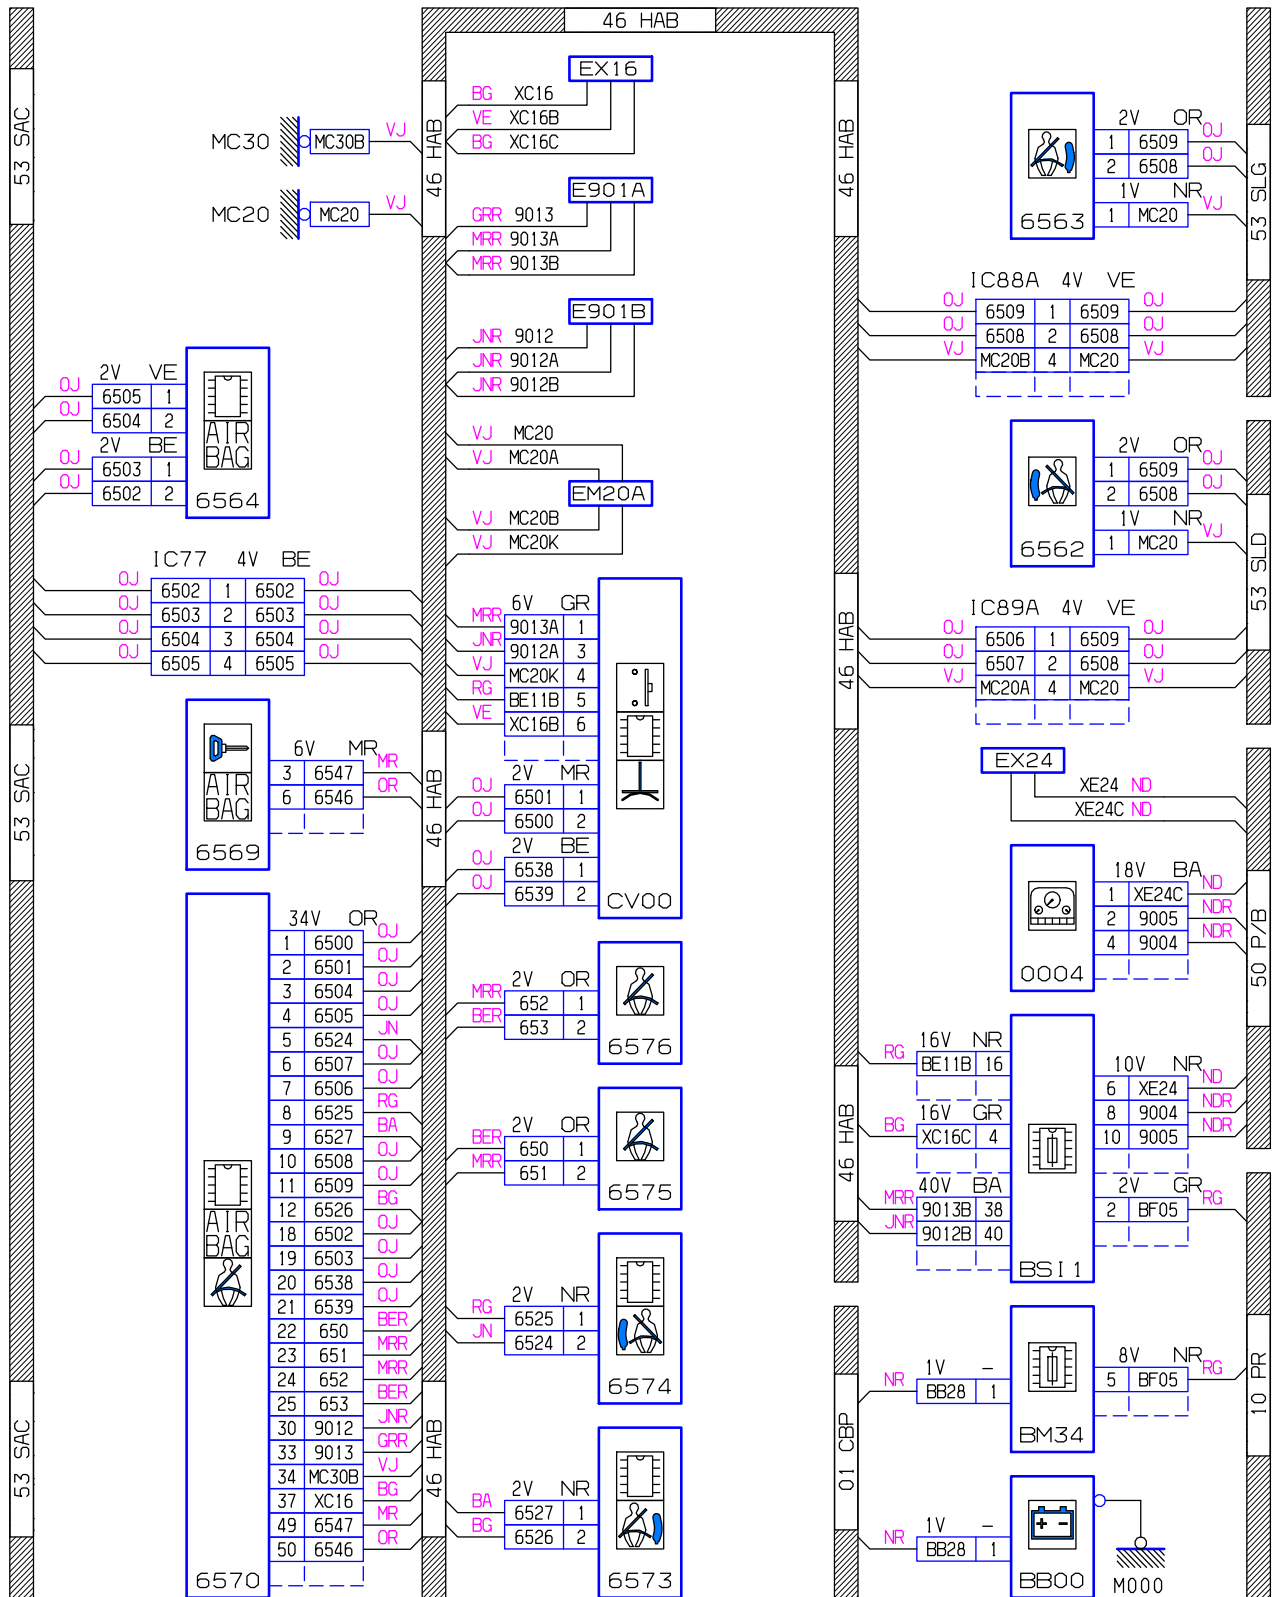 46 HAB
53 SAC
MC30
MC30B
VJ
MC20
MC20
VJ
46 HAB
EX16
BG XC16
VE XC16B
BG XC16C
E901A
GRR 9013
MRR 9013A
MRR 9013B
E901B
JNR 9012
JNR 9012A
JNR 9012B
VJ MC20
VJ MC20A
EM20A
VJ MC20B
VJ MC20K
46 HAB
2V OR
1 6509 OJ
2 6508 OJ
1V NR
1 MC20 VJ
6563
53 SLG
IC88A 4V VE
OJ 6509 1 6509 OJ
OJ 6508 2 6508 OJ
VJ MC20B 4 MC20 VJ
2V VE
OJ 6505 1
OJ 6504 2
2V BE
OJ 6503 1
OJ 6502 2
AIR
BAG
6564
2V OR
1 6509 OJ
2 6508 OJ
1V NR
1 MC20 VJ
6562
53 SLD
IC77 4V BE
OJ 6502 1 6502 OJ
OJ 6503 2 6503 OJ
OJ 6504 3 6504 OJ
OJ 6505 4 6505 OJ
6V GR
MRR 9013A 1
JNR 9012A 3
VJ MC20K 4
RG BE11B 5
VE XC16B 6
2V MR
OJ 6501 1
OJ 6500 2
2V BE
OJ 6538 1
OJ 6539 2
CV00
46 HAB
IC89A 4V VE
OJ 6506 1 6509 OJ
OJ 6507 2 6508 OJ
VJ MC20A 4 MC20 VJ
53 SAC
AIR
BAG
6569
6V MR
3 6547 MR
6 6546 OR
46 HAB
EX24
XE24 ND
XE24C ND
18V BA
1 XE24C ND
2 9005 NDR
4 9004 NDR
0004
50 P/B
34V OR
1 6500 OJ
2 6501 OJ
3 6504 OJ
4 6505 OJ
5 6524 JN
6 6507 OJ
7 6506 OJ
8 6525 RG
9 6527 BA
10 6508 OJ
11 6509 OJ
12 6526 BG
18 6502 OJ
19 6503 OJ
20 6538 OJ
21 6539 OJ
22 650 BER
23 651 MRR
24 652 MRR
25 653 BER
30 9012 JNR
33 9013 GRR
34 MC30B VJ
37 XC16 BG
49 6547 MR
50 6546 OR
AIR
BAG
6570
53 SAC
46 HAB
2V OR
MRR 652 1
BER 653 2
6576
2V OR
BER 650 1
MRR 651 2
6575
2V NR
RG 6525 1
JN 6524 2
6574
2V NR
BA 6527 1
BG 6526 2
6573
46 HAB
16V NR
RG BE11B 16
16V GR
BG XC16C 4
40V BA
MRR 9013B 38
JNR 9012B 40
BSI1
10V NR
6 XE24 ND
8 9004 NDR
10 9005 NDR
2V GR
2 BF05 RG
01 CBP
1V -
NR BB28 1
BM34
8V NR
5 BF05 RG
10 PR
1V -
NR BB28 1
+ -
BB00
M000